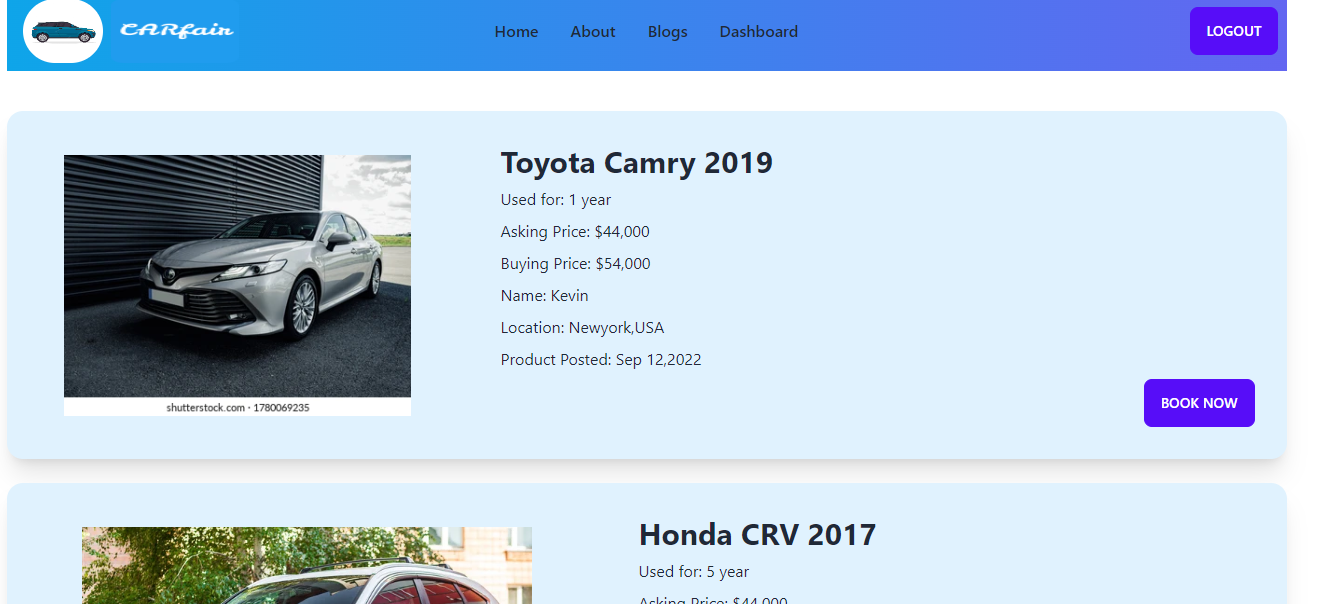 CARfair
Home
About
Blogs
Dashboard
LOGOUT
Toyota Camry 2019
Used for: 1 year
Asking Price: $44,000
Buying Price: $54,000
Name: Kevin
Location: Newyork,USA
Product Posted: Sep 12,2022
shutterstock.com · 1780069235
BOOK NOW
Honda CRV 2017
Used for: 5 year
Asking Price: $44,000